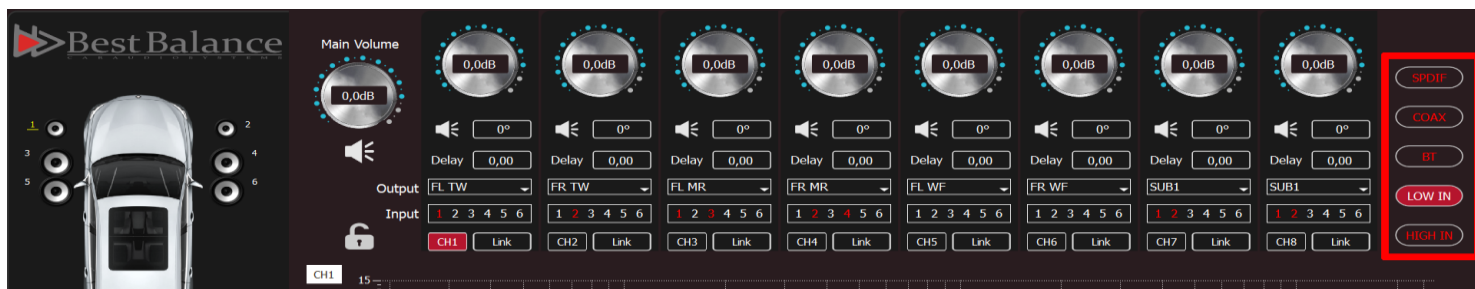 Best Balance
CAR AUDIO SYSTEMS
Main Volume
0,0dB
0,0dB 0,0dB 0,0dB 0,0dB 0,0dB 0,0dB 0,0dB 0,0dB
SPDIF
COAX
BT
LOW IN
HIGH IN
1 2
3 4
5 6
0° 0° 0° 0° 0° 0° 0° 0°
Delay 0,00 Delay 0,00 Delay 0,00 Delay 0,00 Delay 0,00 Delay 0,00 Delay 0,00 Delay 0,00
Output FL TW FR TW FL MR FR MR FL WF FR WF SUB1 SUB1
Input 1 2 3 4 5 6 1 2 3 4 5 6 1 2 3 4 5 6 1 2 3 4 5 6 1 2 3 4 5 6 1 2 3 4 5 6 1 2 3 4 5 6 1 2 3 4 5 6
CH1 Link CH2 Link CH3 Link CH4 Link CH5 Link CH6 Link CH7 Link CH8 Link
CH1 15